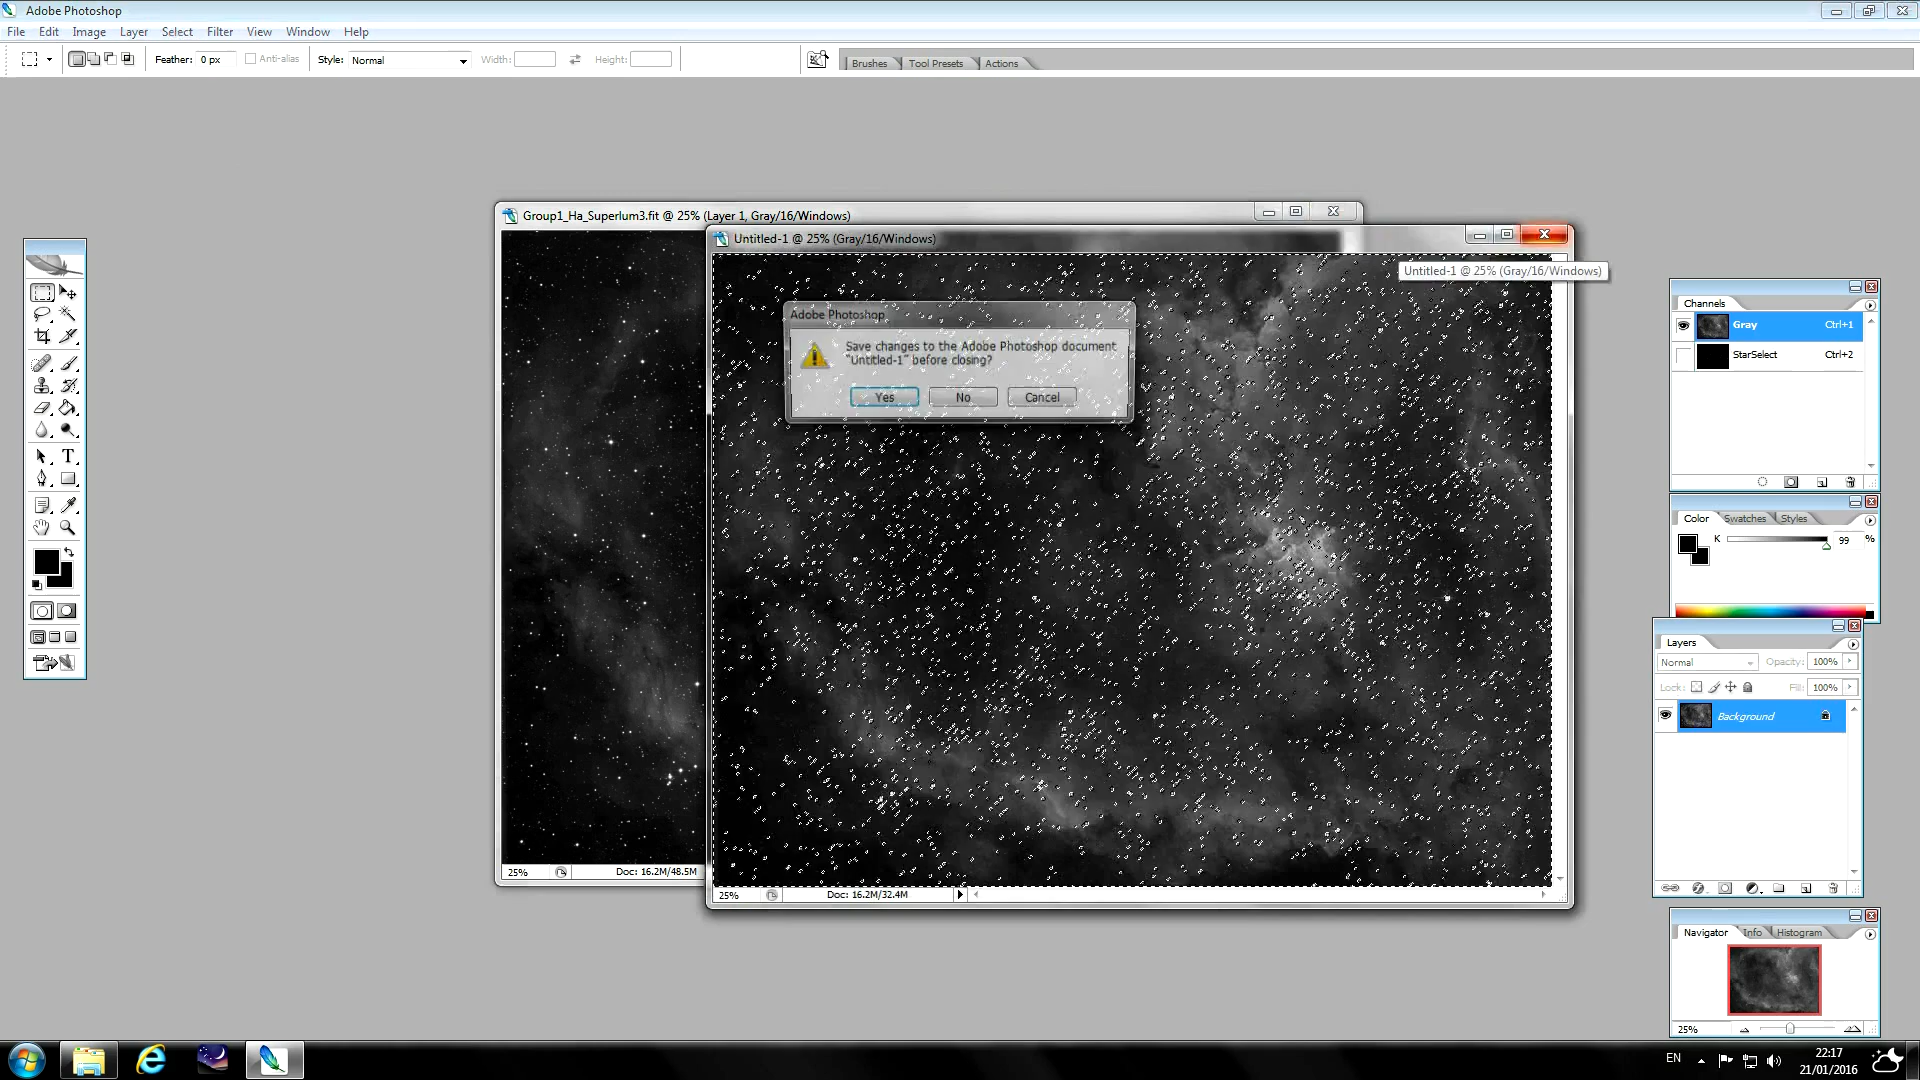 Adobe Photoshop
File Edit Image Layer Select Filter View Window Help
Feather: 0 px Anti-alias Style: Normal Width: Height: Brushes Tool Presets Actions
Group1_Ha_Superlum3.fit @ 25% (Layer 1, Gray/16/Windows)
Untitled-1 @ 25% (Gray/16/Windows)
Untitled-1 @ 25% (Gray/16/Windows)
Adobe Photoshop
Save changes to the Adobe Photoshop document
"Untitled-1" before closing?
Yes No Cancel
Channels
Gray Ctrl+1
StarSelect Ctrl+2
Color Swatches Styles
K 99 %
Layers
Normal Opacity: 100%
Lock: Fill: 100%
Background
25% Doc: 16.2M/48.5M
25% Doc: 16.2M/32.4M
Navigator Info Histogram
25%
EN 22:17
21/01/2016